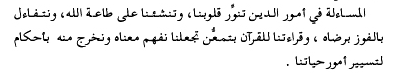 المساءلة في أمور الدين تنوِّر قلوبنا، وتنشئنا على طاعة الله، ونتفاءل
بالفوز برضاه ، وقراءتنا للقرآن بتمعُّن تجعلنا نفهم معناه ونخرج منه بأحكام
لتسيير أمور حياتنا .